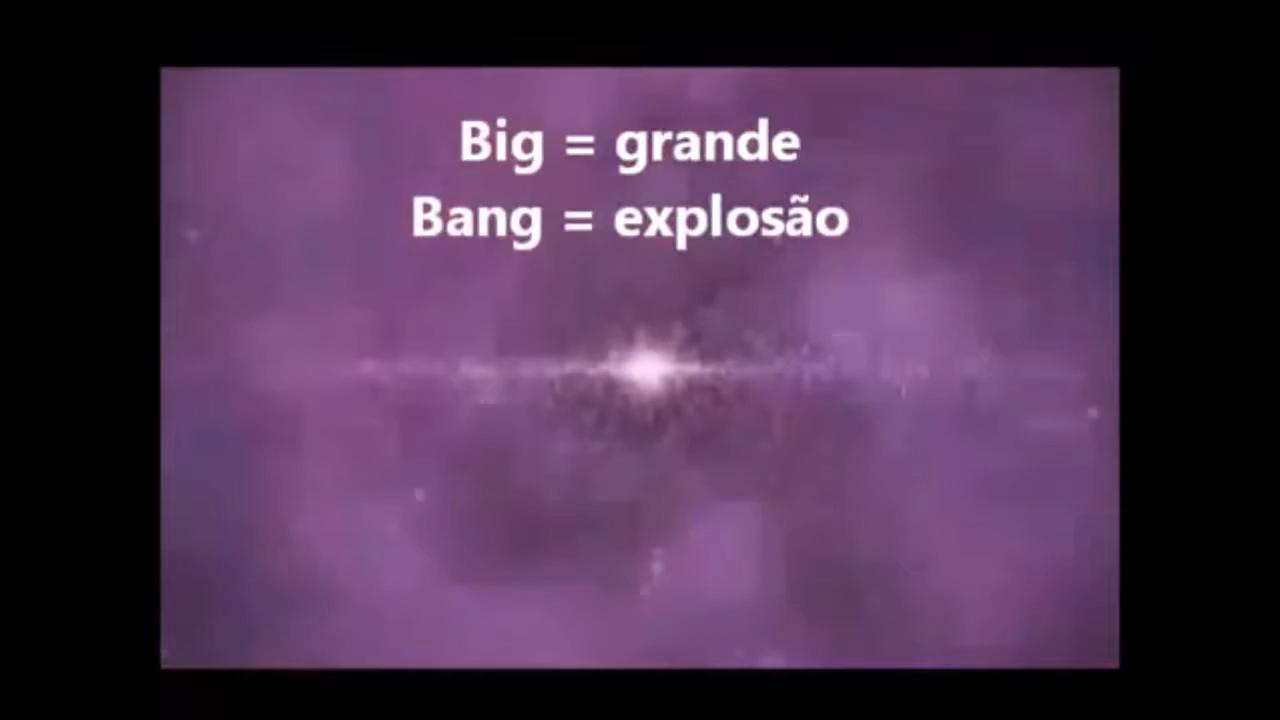 Big = grande
Bang = explosão